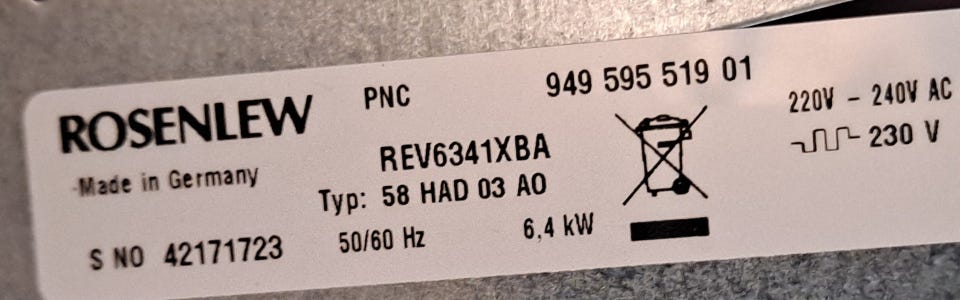 ROSENLEW PNC 949 595 519 01
Made in Germany REV6341XBA 220V - 240V AC
Typ: 58 HAD 03 AO 230 V
S NO 42171723 50/60 Hz 6,4 kW